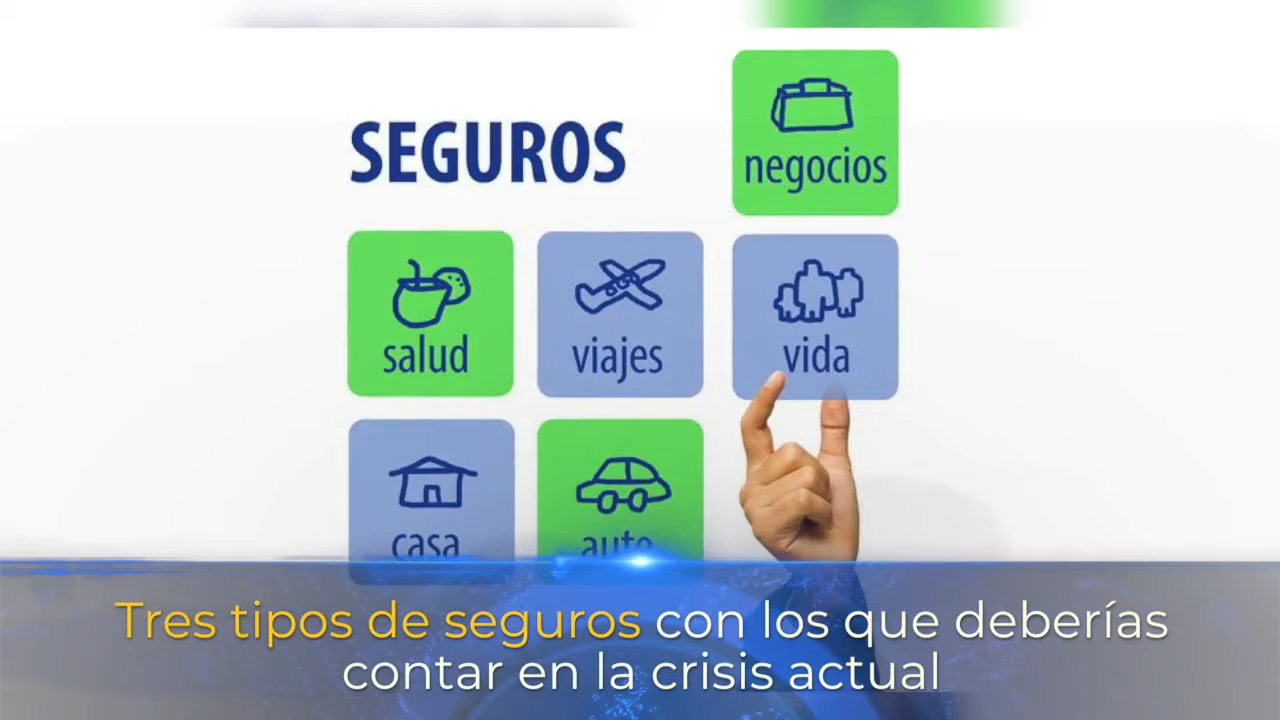 SEGUROS
negocios
salud
viajes
vida
casa
auto
Tres tipos de seguros con los que deberías
contar en la crisis actual